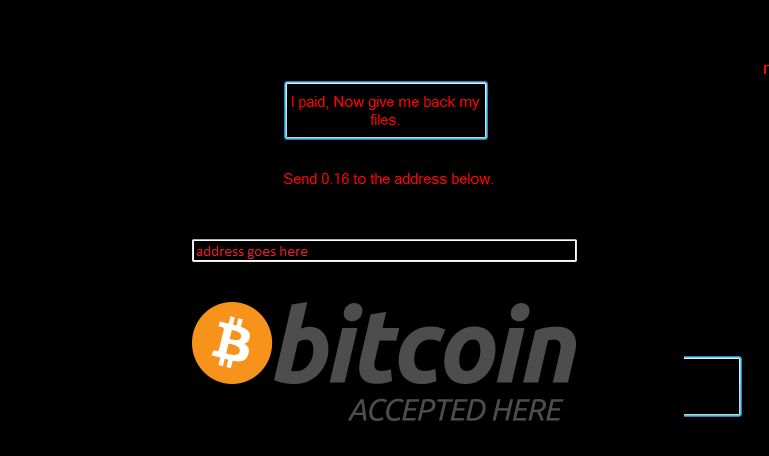 I paid, Now give me back my
files.
Send 0.16 to the address below.
address goes here
bitcoin
ACCEPTED HERE